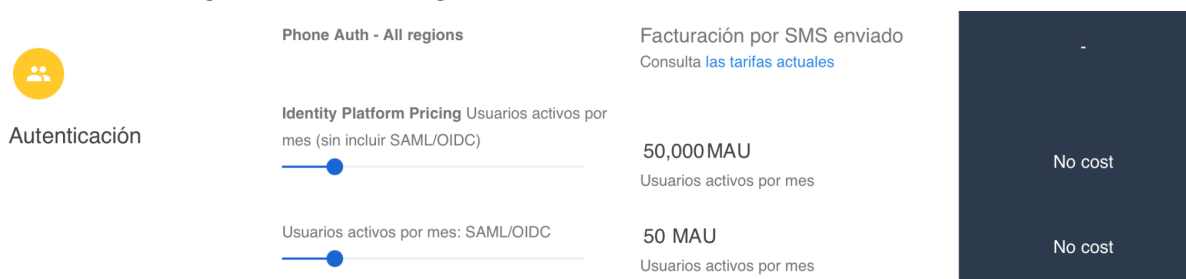 Phone Auth - All regions
Facturación por SMS enviado
Consulta las tarifas actuales
-
Autenticación
Identity Platform Pricing Usuarios activos por
mes (sin incluir SAML/OIDC)
50,000 MAU
Usuarios activos por mes
No cost
Usuarios activos por mes: SAML/OIDC
50 MAU
Usuarios activos por mes
No cost